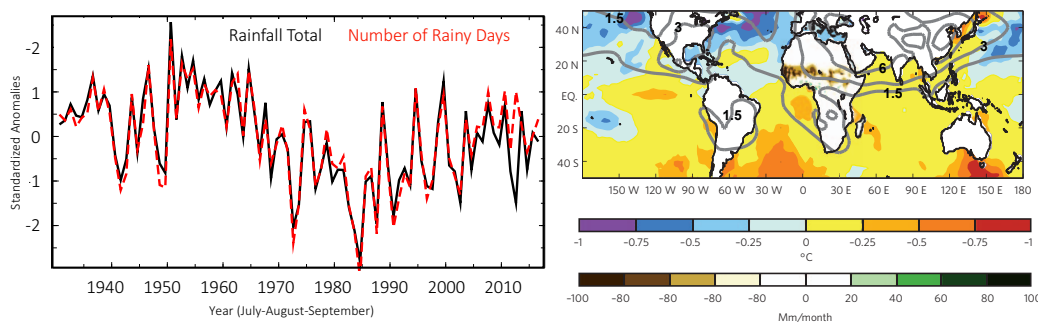 Rainfall Total Number of Rainy Days
-2
1
0
-1
-2
Standardized Anomalies
1940 1950 1960 1970 1980 1990 2000 2010
Year (July-August-September)
40 N
20 N
EQ.
20 S
40 S
1.5 3 3
6
1.5
1.5
150 W 120 W 90 W 60 W 30 W 0 30 E 60 E 90 E 120 E 150 E 180
-1 -0.75 -0.5 -0.25 0 -0.25 -0.5 -0.75 -1
°C
-100 -80 -80 -80 -80 0 20 40 60 80 100
Mm/month